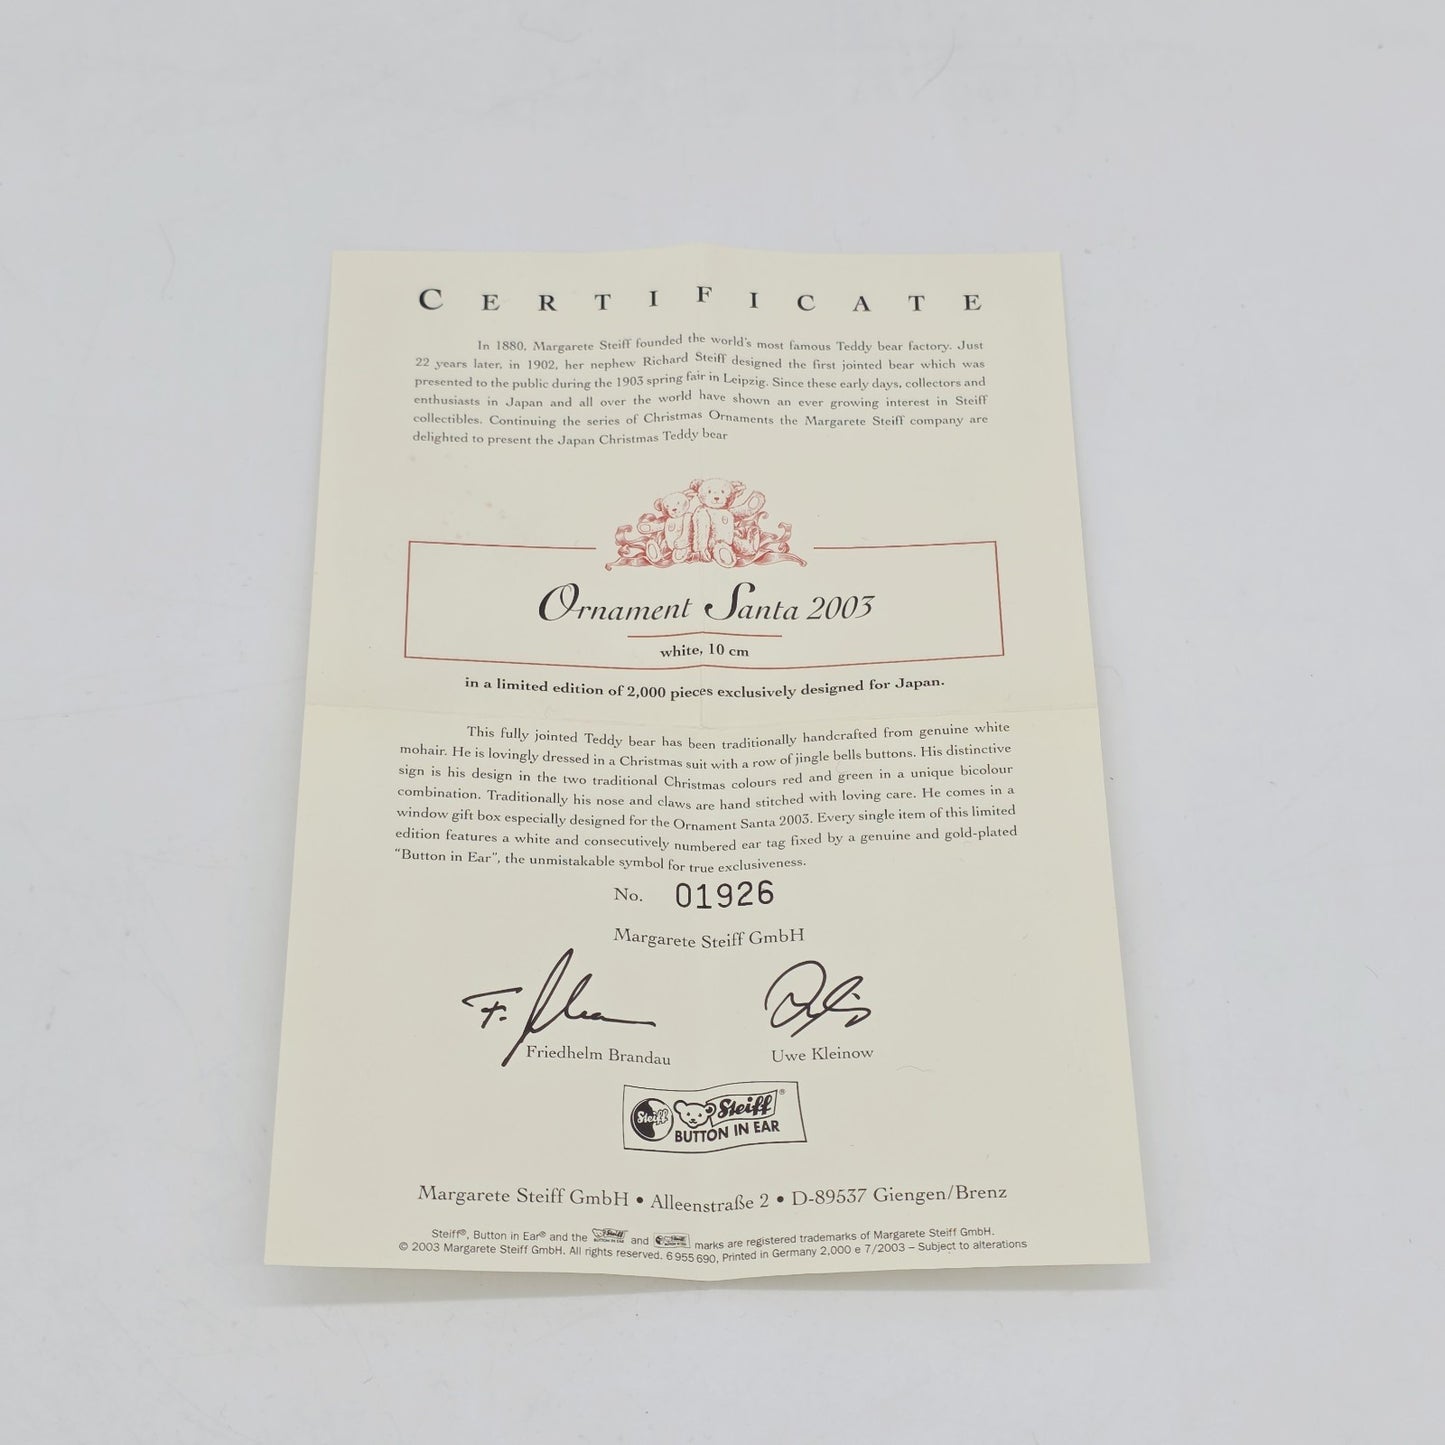 CERTIFICATE
In 1880, Margarete Steiff founded the world's most famous Teddy bear factory. Just
22 years later, in 1902, her nephew Richard Steiff designed the first jointed bear which was
presented to the public during the 1903 spring fair in Leipzig. Since these early days, collectors and
enthusiasts in Japan and all over the world have shown an ever growing interest in Steiff
collectibles. Continuing the series of Christmas Ornaments the Margarete Steiff company are
delighted to present the Japan Christmas Teddy bear
Ornament Santa 2003
white, 10 cm
in a limited edition of 2,000 pieces exclusively designed for Japan.
This fully jointed Teddy bear has been traditionally handcrafted from genuine white
mohair. He is lovingly dressed in a Christmas suit with a row of jingle bells buttons. His distinctive
sign is his design in the two traditional Christmas colours red and green in a unique bicolour
combination. Traditionally his nose and claws are hand stitched with loving care. He comes in a
window gift box especially designed for the Ornament Santa 2003. Every single item of this limited
edition features a white and consecutively numbered ear tag fixed by a genuine and gold-plated
"Button in Ear", the unmistakable symbol for true exclusiveness.
No. 01926
Margarete Steiff GmbH
Friedhelm Brandau Uwe Kleinow
Steiff Steiff®
BUTTON IN EAR
Margarete Steiff GmbH • Alleenstraße 2 • D-89537 Giengen/Brenz
Steiff®, Button in Ear® and the and marks are registered trademarks of Margarete Steiff GmbH.
© 2003 Margarete Steiff GmbH. All rights reserved. 6 955 690, Printed in Germany 2,000 e 7/2003 – Subject to alterations